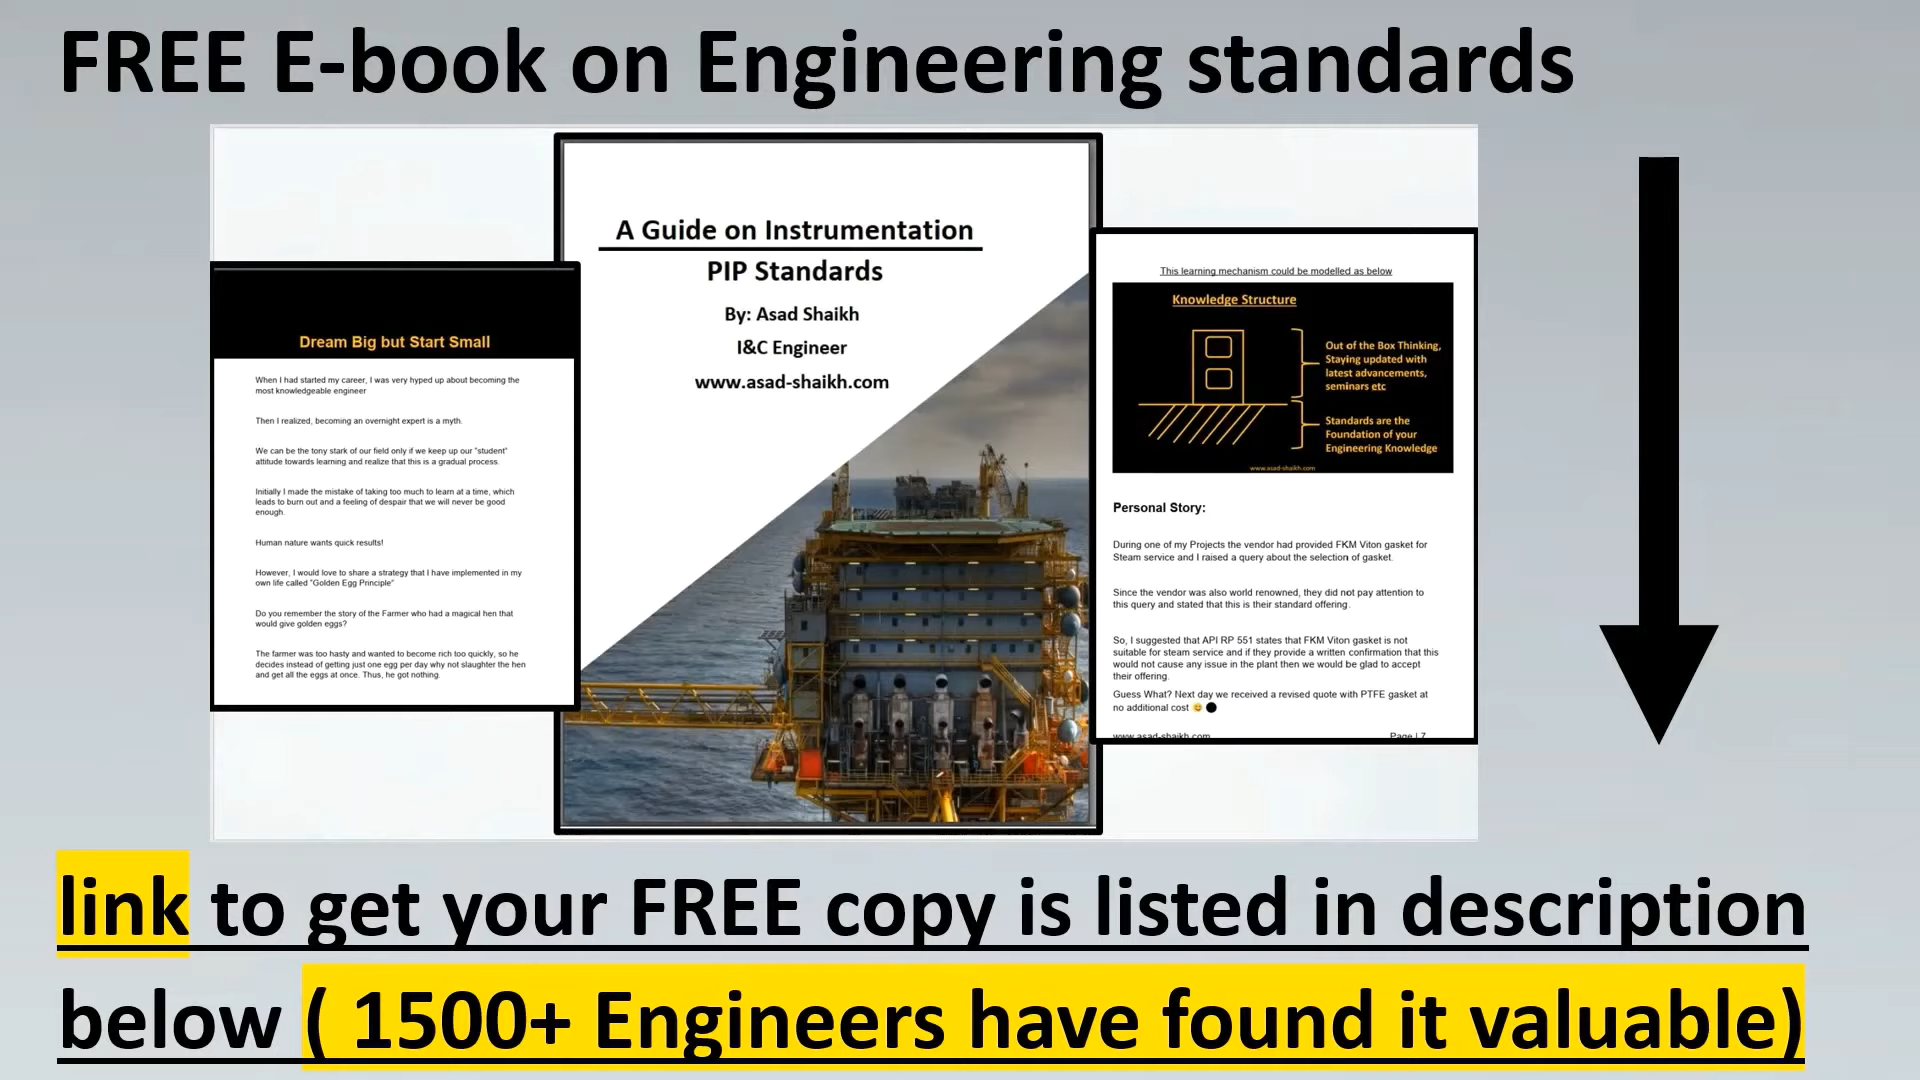 FREE E-book on Engineering standards
Dream Big but Start Small
When I had started my career, I was very hyped up about becoming the
most knowledgeable engineer
Then I realized, becoming an overnight expert is a myth.
We can be the tony stark of our field only if we keep up our "student"
attitude towards learning and realize that this is a gradual process.
Initially I made the mistake of taking too much to learn at a time, which
leads to burn out and a feeling of despair that we will never be good
enough.
Human nature wants quick results!
However, I would love to share a strategy that I have implemented in my
own life called "Golden Egg Principle"
Do you remember the story of the Farmer who had a magical hen that
would give golden eggs?
The farmer was too hasty and wanted to become rich too quickly, so he
decides instead of getting just one egg per day why not slaughter the hen
and get all the eggs at once. Thus, he got nothing.
A Guide on Instrumentation
PIP Standards
By: Asad Shaikh
I&C Engineer
www.asad-shaikh.com
This learning mechanism could be modelled as below
Knowledge Structure
Out of the Box Thinking,
Staying updated with
latest advancements,
seminars etc
Standards are the
Foundation of your
Engineering Knowledge
www.asad-shaikh.com
Personal Story:
During one of my Projects the vendor had provided FKM Viton gasket for
Steam service and I raised a query about the selection of gasket.
Since the vendor was also world renowned, they did not pay attention to
this query and stated that this is their standard offering.
So, I suggested that API RP 551 states that FKM Viton gasket is not
suitable for steam service and if they provide a written confirmation that this
would not cause any issue in the plant then we would be glad to accept
their offering.
Guess What? Next day we received a revised quote with PTFE gasket at
no additional cost 😄
www.asad-shaikh.com Page | 7
link to get your FREE copy is listed in description
below ( 1500+ Engineers have found it valuable)